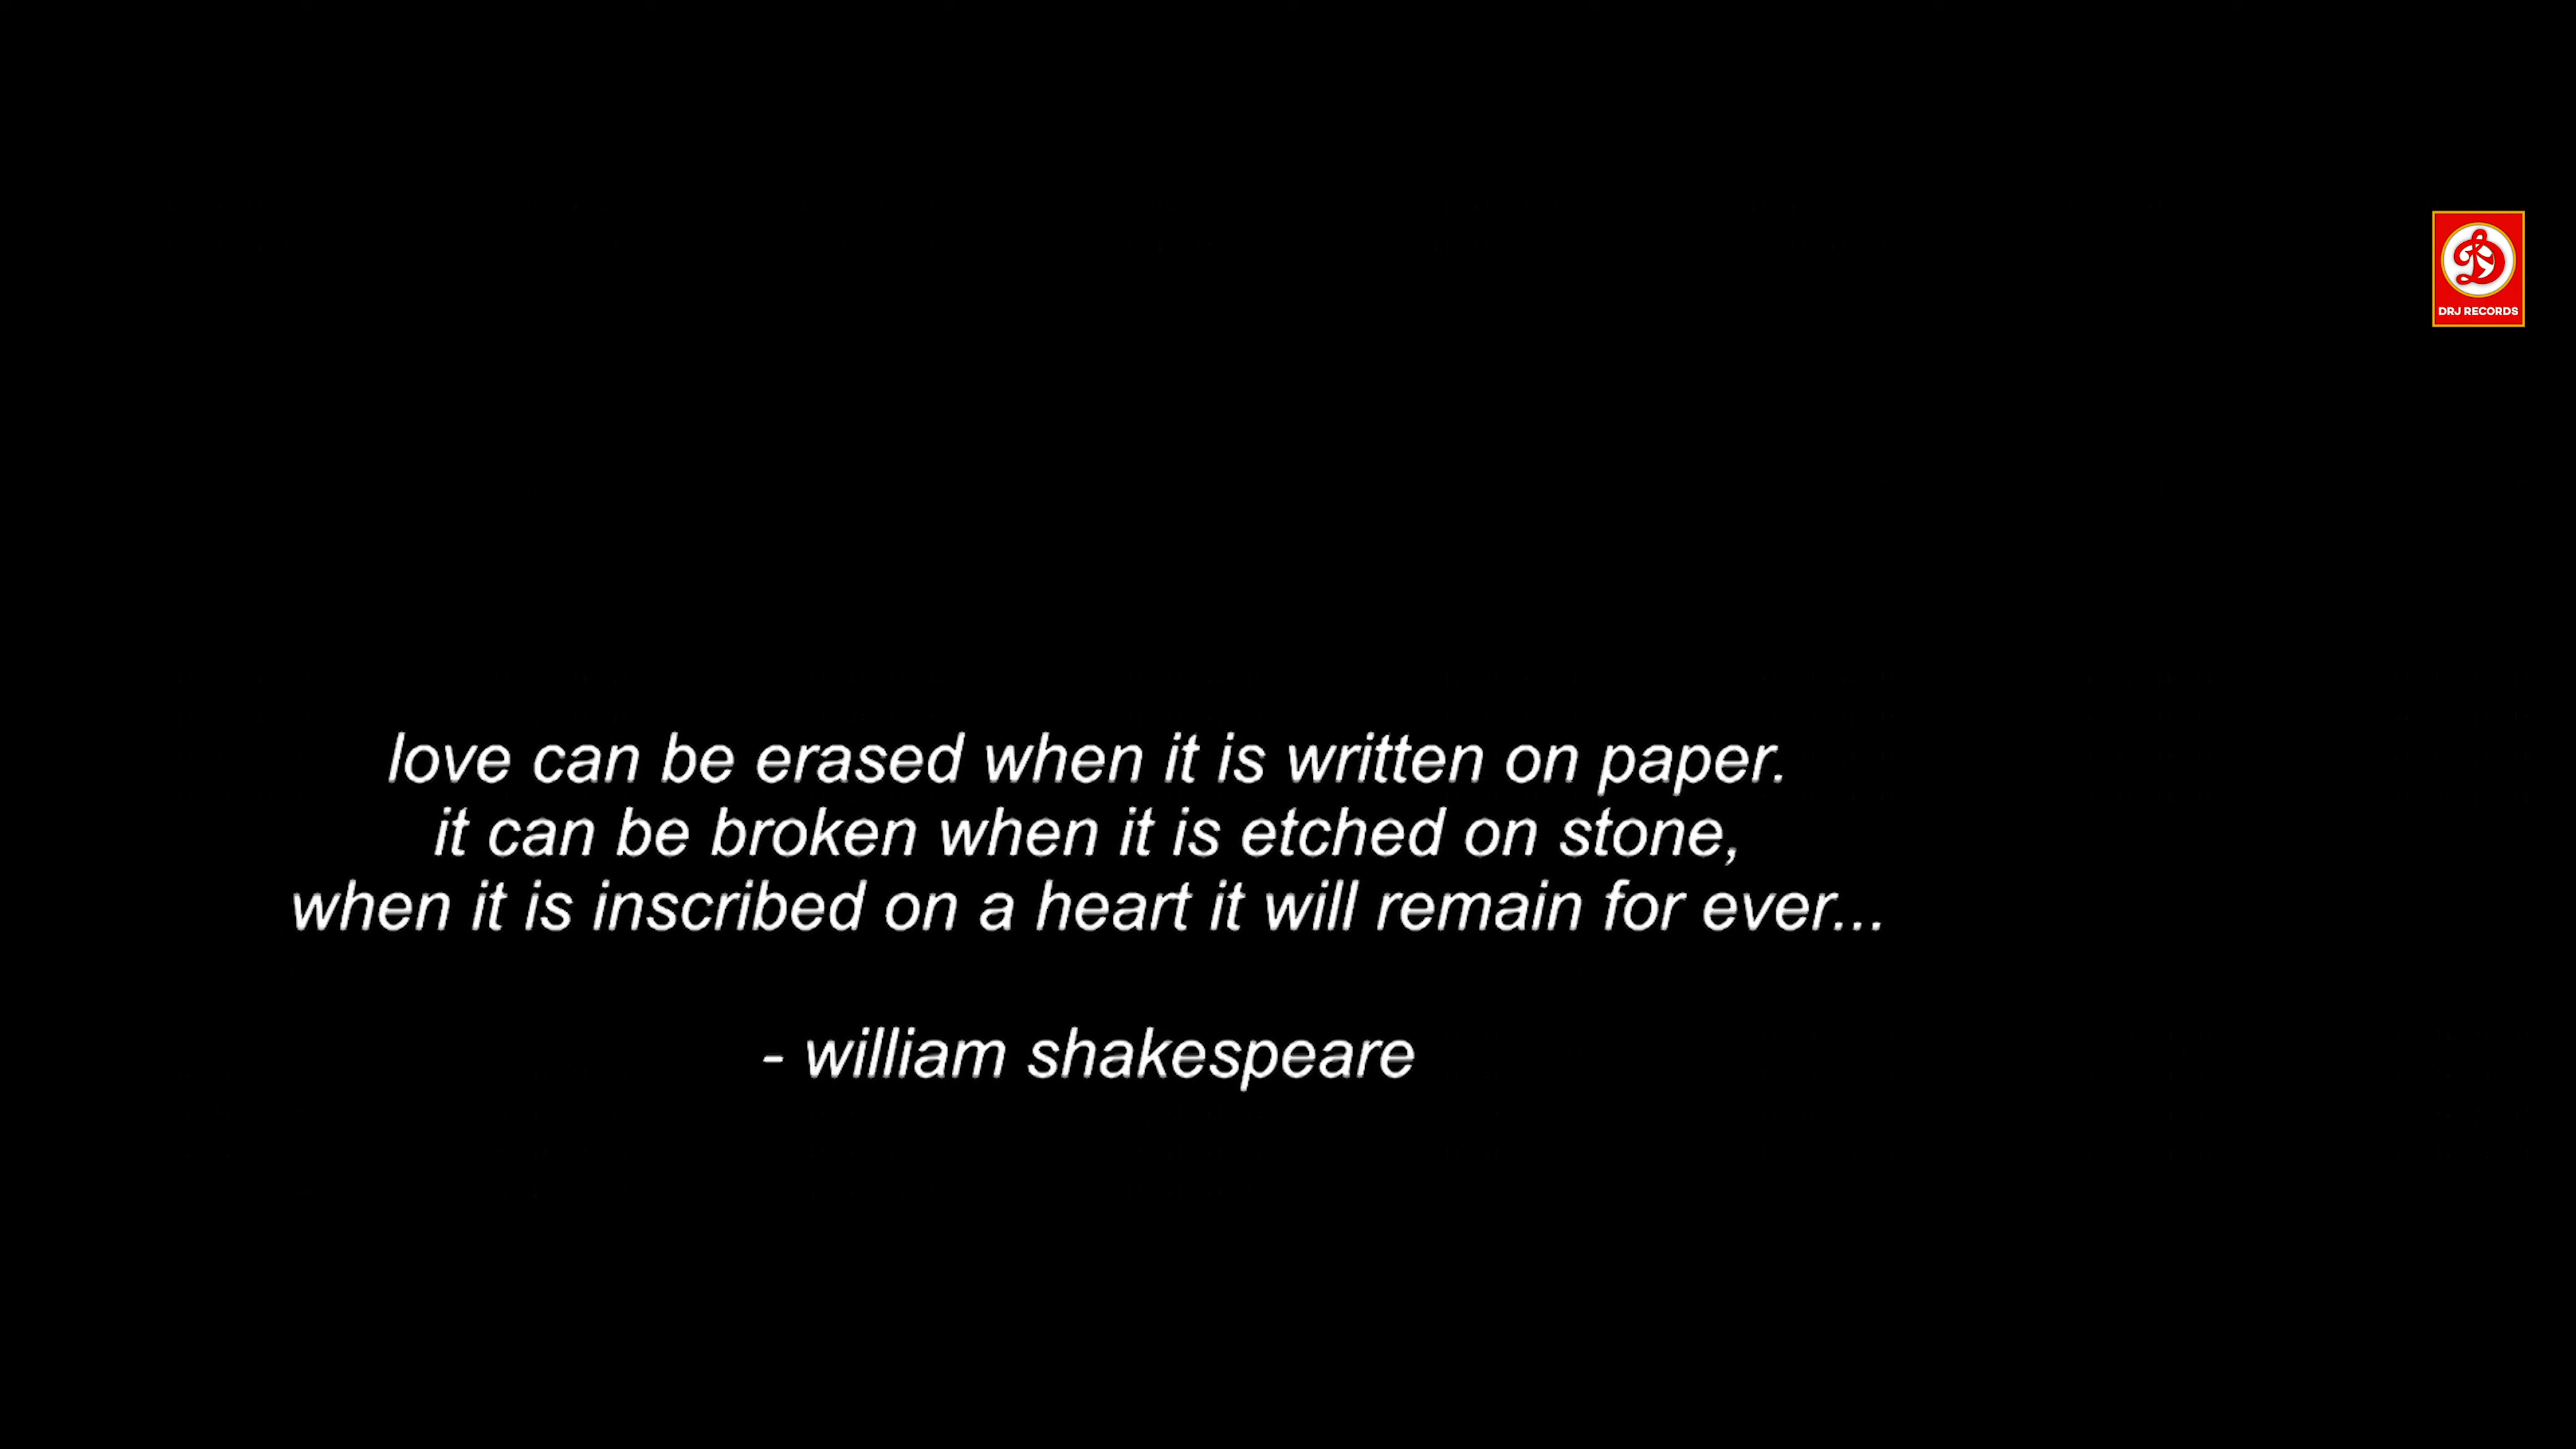 DRJ RECORDS
love can be erased when it is written on paper.
it can be broken when it is etched on stone,
when it is inscribed on a heart it will remain for ever...
- william shakespeare